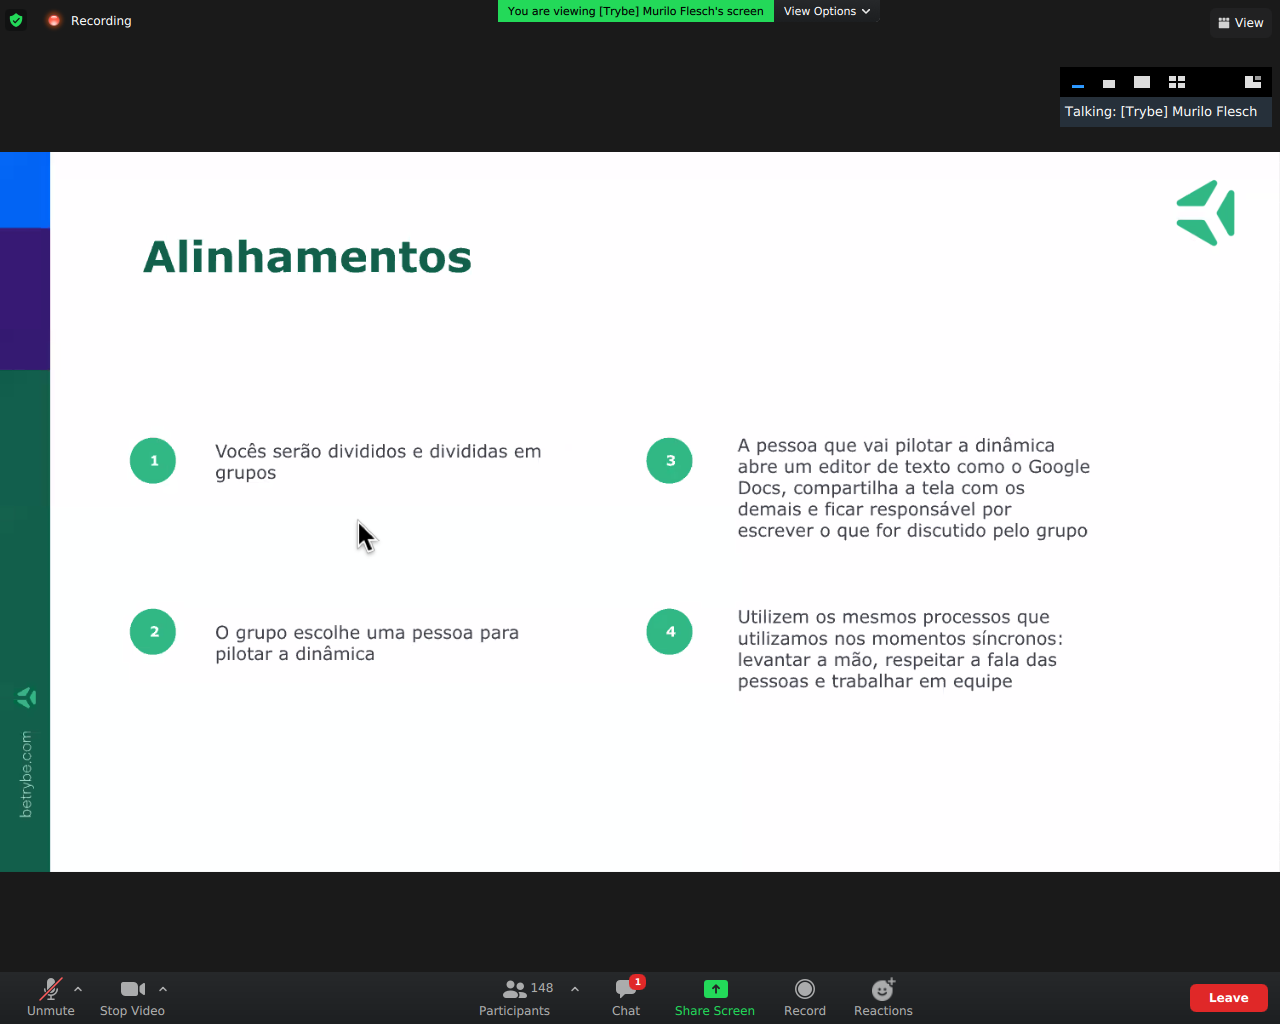 Recording
You are viewing [Trybe] Murilo Flesch's screen
View Options
View
Talking: [Trybe] Murilo Flesch
Alinhamentos
1
Vocês serão divididos e divididas em
grupos
2
O grupo escolhe uma pessoa para
pilotar a dinâmica
3
A pessoa que vai pilotar a dinâmica
abre um editor de texto como o Google
Docs, compartilha a tela com os
demais e ficar responsável por
escrever o que for discutido pelo grupo
4
Utilizem os mesmos processos que
utilizamos nos momentos síncronos:
levantar a mão, respeitar a fala das
pessoas e trabalhar em equipe
betrybe.com
Unmute
Stop Video
148
Participants
1
Chat
Share Screen
Record
Reactions
Leave